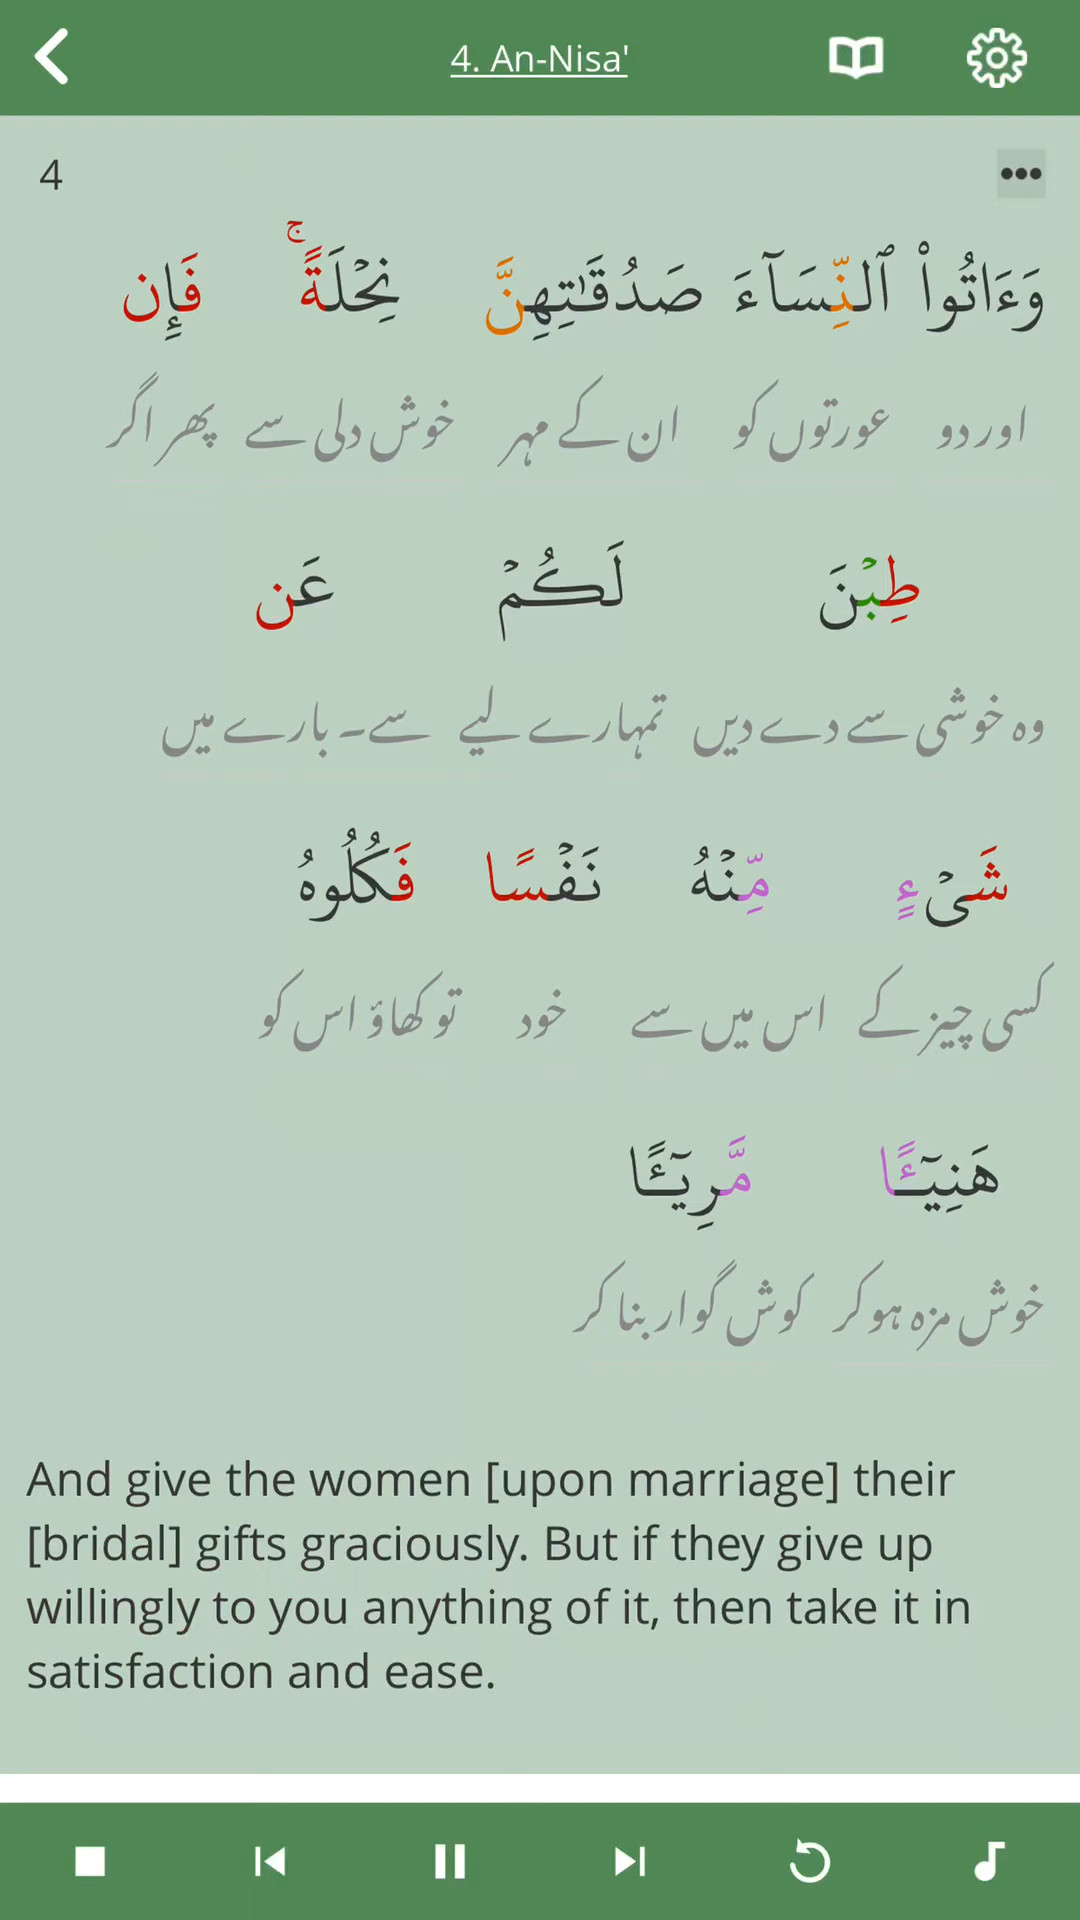 4. An-Nisa'
4
وَءَاتُوا۟ ٱلنِّسَآءَ صَدُقَـٰتِهِنَّ نِحۡلَةࣰۚ فَإِن
اور دو عورتوں کو ان کے مہر خوش دلی سے پھر اگر
طِبۡنَ لَكُمۡ عَن
وہ خوشی سے دے دیں تمہارے لیے سے۔ بارے میں
شَیۡءࣲ مِّنۡهُ نَفۡسࣰا فَكُلُوهُ
کسی چیز کے اس میں سے خود تو کھاؤ اس کو
هَنِیۤـࣰٔا مَّرِیۤـࣰٔا
خوش مزہ ہو کر کوش گوار بنا کر
And give the women [upon marriage] their
[bridal] gifts graciously. But if they give up
willingly to you anything of it, then take it in
satisfaction and ease.